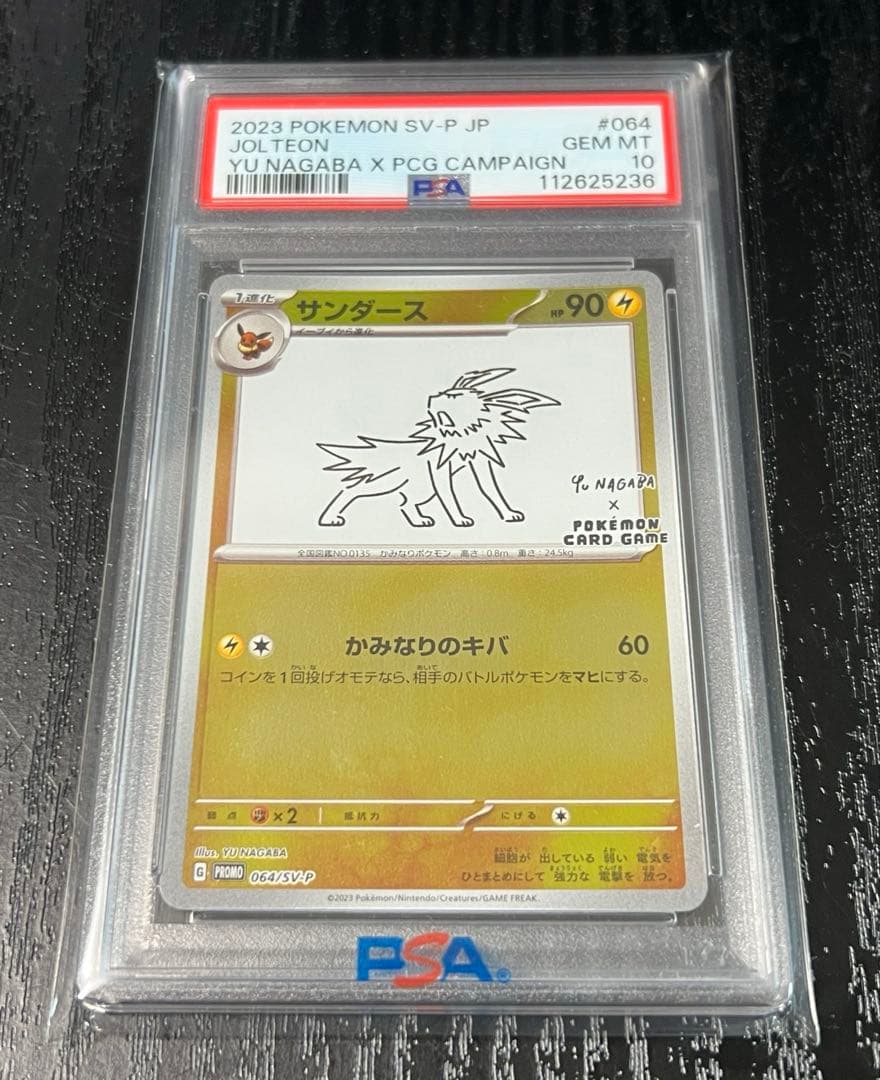 2023 POKEMON SV-P JP #064
JOLTEON GEM MT
YU NAGABA X PCG CAMPAIGN 10
PSA 112625236
1進化 サンダース HP 90
イーブイから進化
Yu NAGABA
×
POKÉMON
CARD GAME
全国図鑑NO.0135 かみなりポケモン 高さ:0.8m 重さ:24.5kg
かみなりのキバ 60
コインを1回投げオモテなら、相手のバトルポケモンをマヒにする。
弱点 ×2 抵抗力 にげる
Illus. YU NAGABA
細胞が 出している 弱い 電気を
ひとまとめにして 強力な 電撃を 放つ。
G PROMO 064/SV-P
©2023 Pokémon/Nintendo/Creatures/GAME FREAK.
PSA®